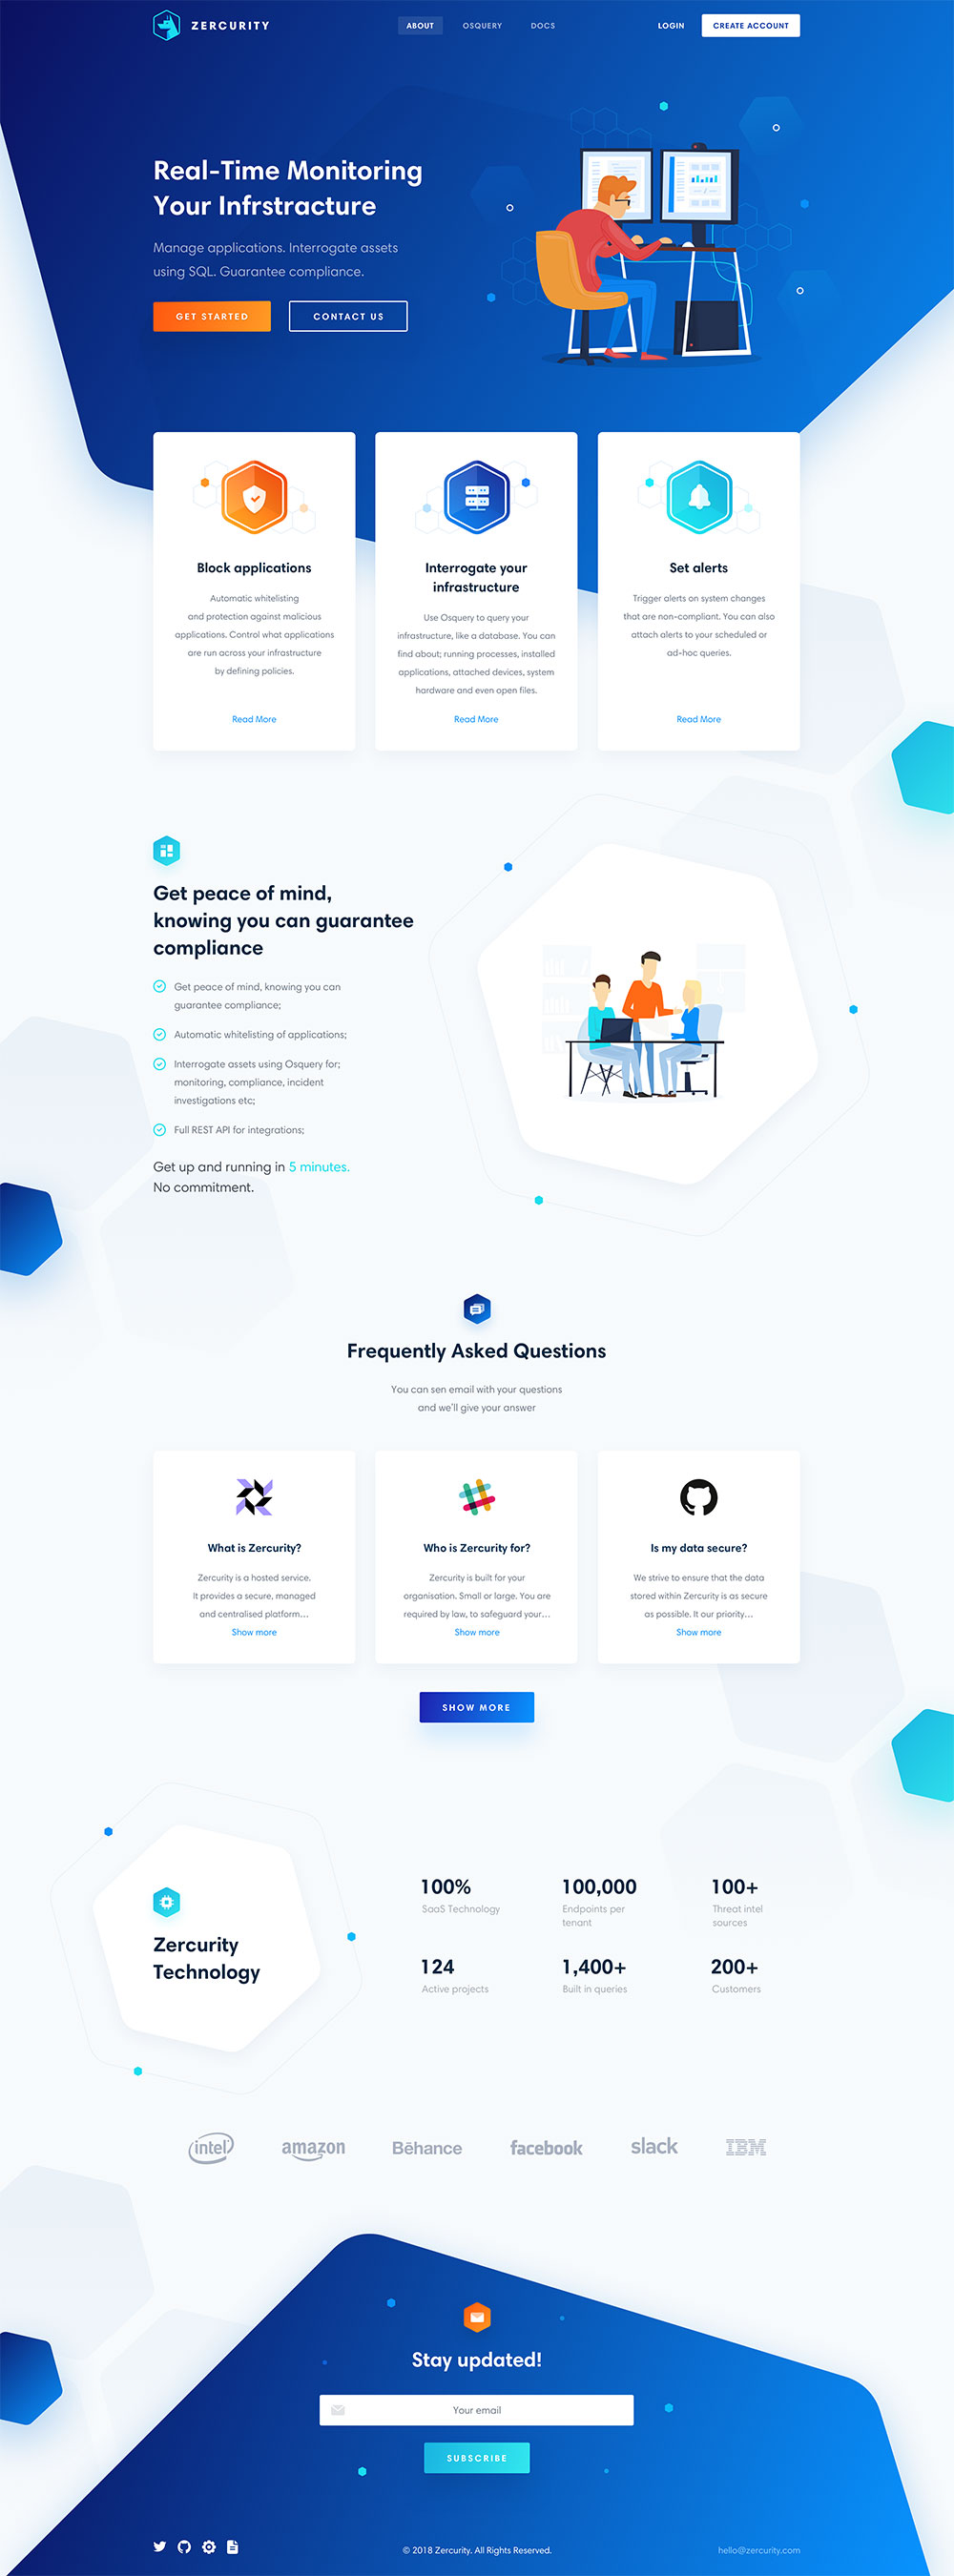 ZERCURITY
ABOUT
OSQUERY
DOCS
LOGIN
CREATE ACCOUNT
Real-Time Monitoring
Your Infrstracture
Manage applications. Interrogate assets
using SQL. Guarantee compliance.
GET STARTED
CONTACT US
Block applications
Automatic whitelisting
and protection against malicious
applications. Control what applications
are run across your infrastructure
by defining policies.
Read More
Interrogate your
infrastructure
Use Osquery to query your
infrastructure, like a database. You can
find about; running processes, installed
applications, attached devices, system
hardware and even open files.
Read More
Set alerts
Trigger alerts on system changes
that are non-compliant. You can also
attach alerts to your scheduled or
ad-hoc queries.
Read More
Get peace of mind,
knowing you can guarantee
compliance
Get peace of mind, knowing you can
guarantee compliance;
Automatic whitelisting of applications;
Interrogate assets using Osquery for;
monitoring, compliance, incident
investigations etc;
Full REST API for integrations;
Get up and running in 5 minutes.
No commitment.
Frequently Asked Questions
You can sen email with your questions
and we'll give your answer
What is Zercurity?
Zercurity is a hosted service.
It provides a secure, managed
and centralised platform...
Show more
Who is Zercurity for?
Zercurity is built for your
organisation. Small or large. You are
required by law, to safeguard your...
Show more
Is my data secure?
We strive to ensure that the data
stored within Zercurity is as secure
as possible. It our priority...
Show more
SHOW MORE
Zercurity
Technology
100%
SaaS Technology
100,000
Endpoints per
tenant
100+
Threat intel
sources
124
Active projects
1,400+
Built in queries
200+
Customers
intel
amazon
Bēhance
facebook
slack
IBM
Stay updated!
Your email
SUBSCRIBE
© 2018 Zercurity. All Rights Reserved.
hello@zercurity.com